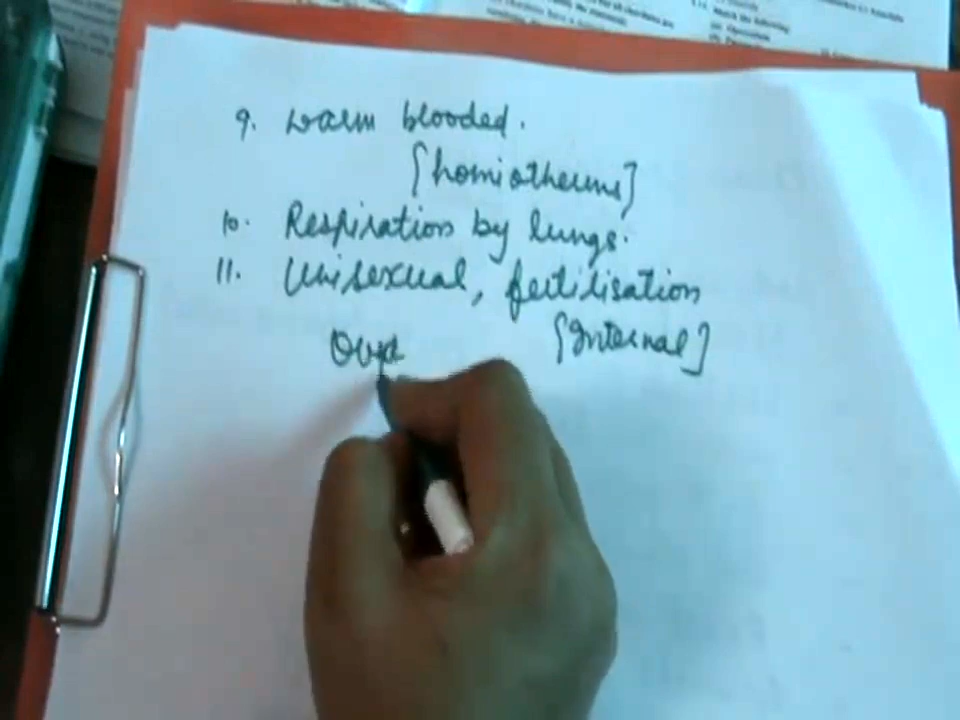 9. warm blooded.
[homiotherms]
10. Respiration by lungs.
11. Unisexual, fertilisation
[Internal]